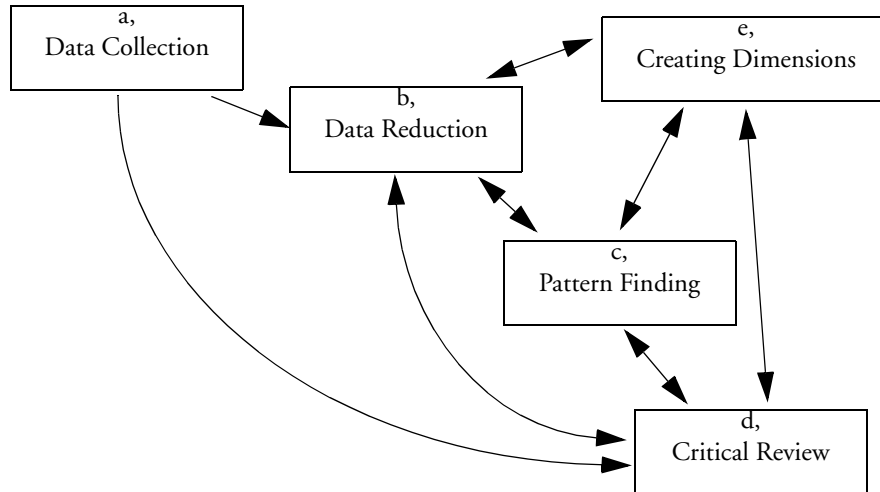 a,
Data Collection
b,
Data Reduction
e,
Creating Dimensions
c,
Pattern Finding
d,
Critical Review